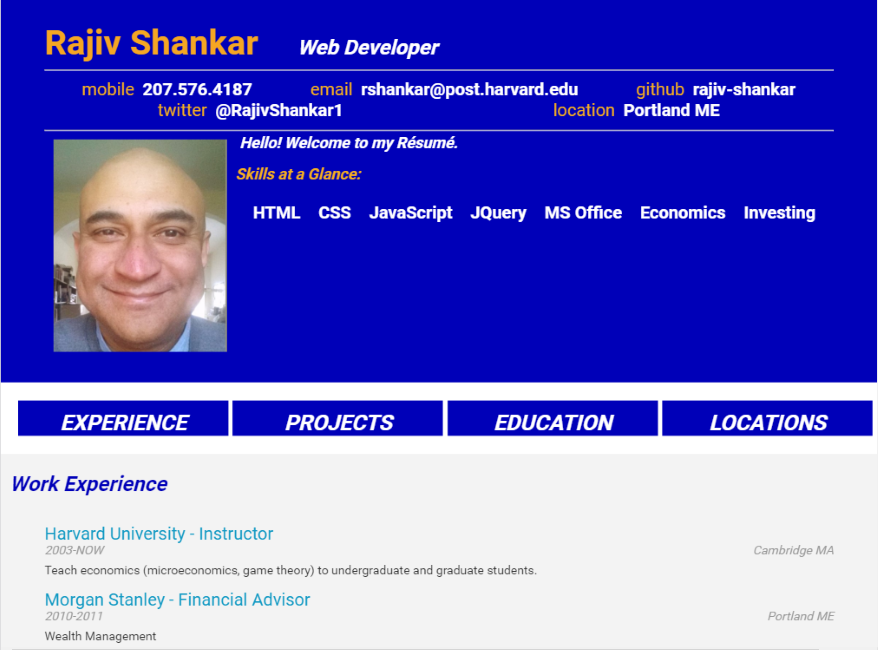 Rajiv Shankar Web Developer
mobile 207.576.4187 email rshankar@post.harvard.edu github rajiv-shankar
twitter @RajivShankar1 location Portland ME
Hello! Welcome to my Résumé.
Skills at a Glance:
HTML CSS JavaScript JQuery MS Office Economics Investing
EXPERIENCE PROJECTS EDUCATION LOCATIONS
Work Experience
Harvard University - Instructor
2003-NOW Cambridge MA
Teach economics (microeconomics, game theory) to undergraduate and graduate students.
Morgan Stanley - Financial Advisor
2010-2011 Portland ME
Wealth Management